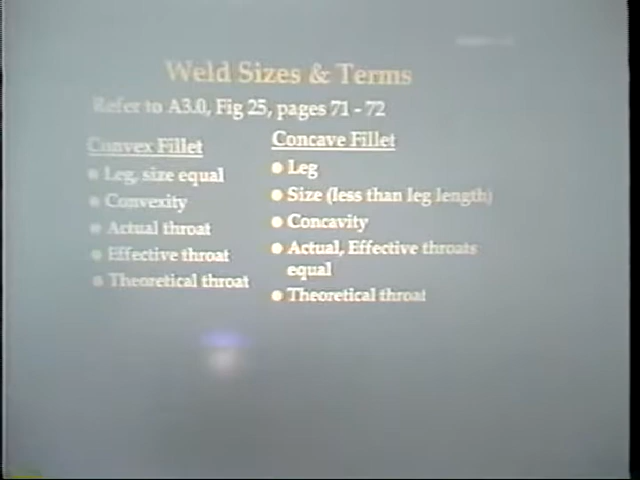 Weld Sizes & Terms
Refer to A3.0, Fig 25, pages 71 - 72
Convex Fillet
Leg, size equal
Convexity
Actual throat
Effective throat
Theoretical throat
Concave Fillet
Leg
Size (less than leg length)
Concavity
Actual, Effective throats
equal
Theoretical throat